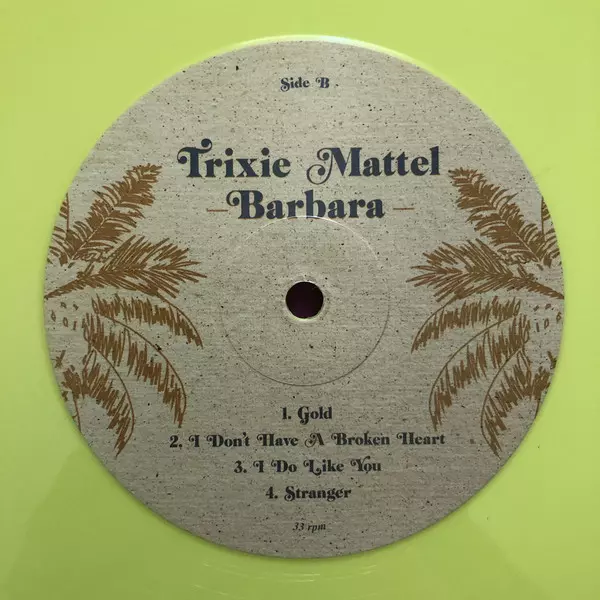 Side B
Trixie Mattel
Barbara
1. Gold
2. I Don't Have A Broken Heart
3. I Do Like You
4. Stranger
33 rpm